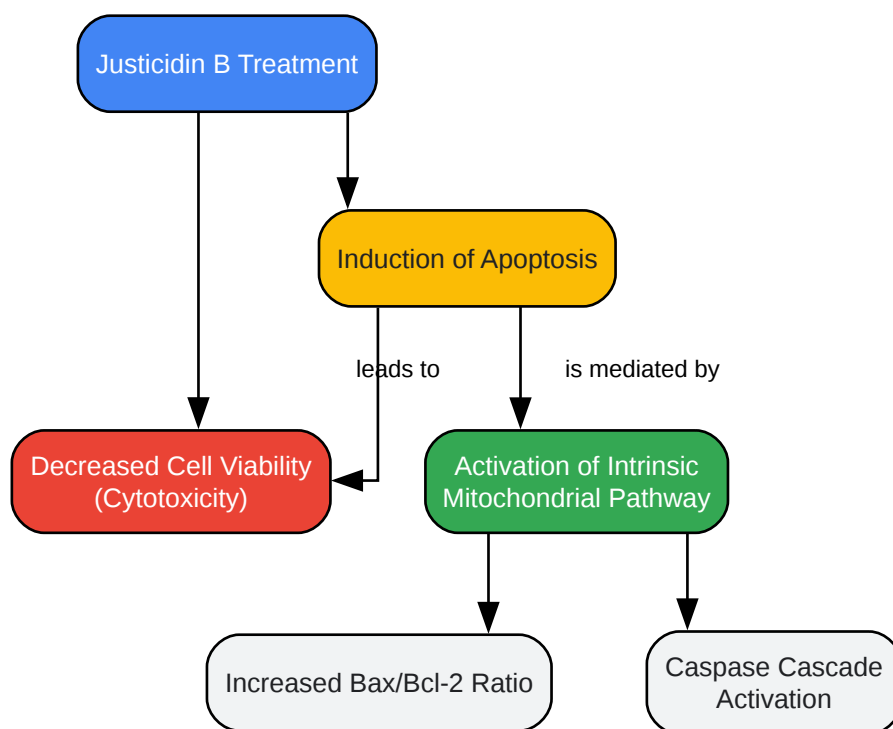 Justicidin B Treatment
Induction of Apoptosis
leads to
is mediated by
Decreased Cell Viability
(Cytotoxicity)
Activation of Intrinsic
Mitochondrial Pathway
Increased Bax/Bcl-2 Ratio
Caspase Cascade
Activation